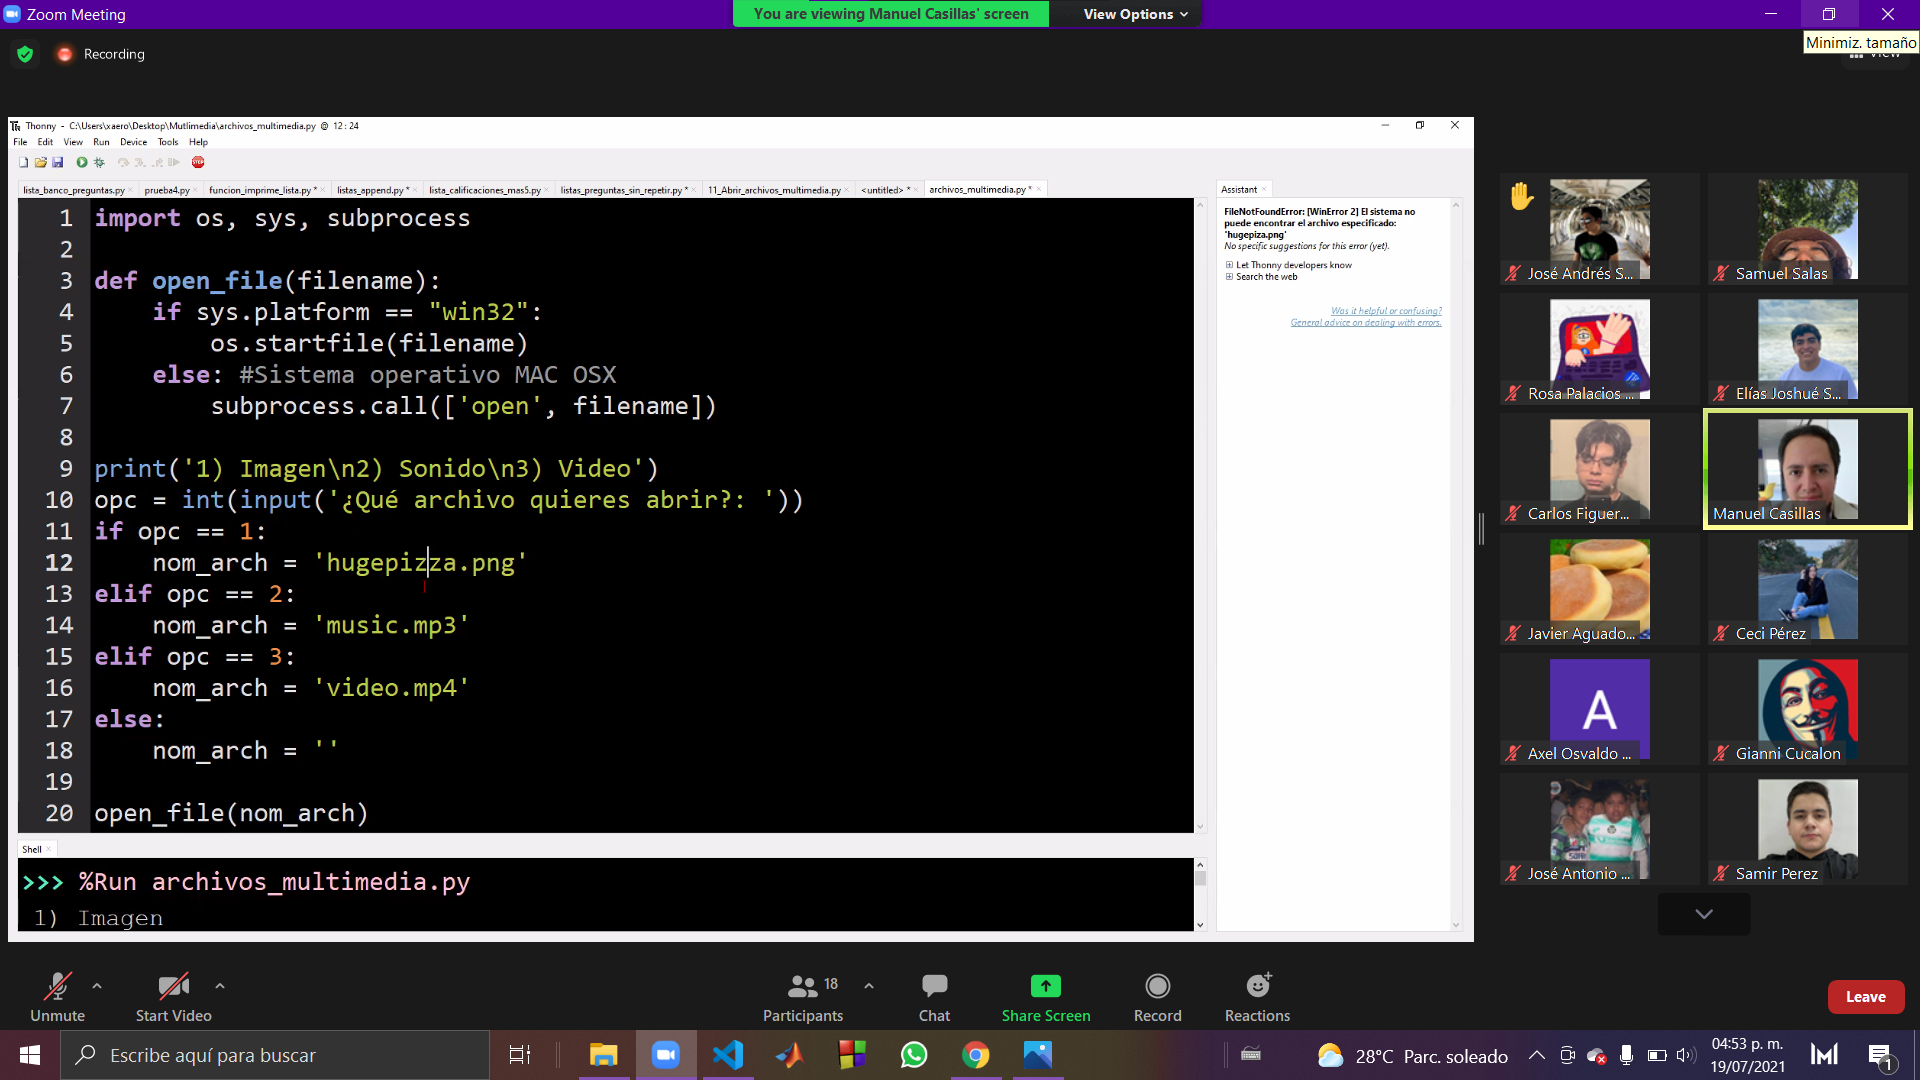 Zoom Meeting
You are viewing Manuel Casillas' screen
View Options
Minimiz. tamaño
Recording
View
Thonny - C:\Users\xaero\Desktop\Mutlimedia\archivos_multimedia.py @ 12 : 24
File Edit View Run Device Tools Help
STOP
lista_banco_preguntas.py × prueba4.py × funcion_imprime_lista.py * × listas_append.py * × lista_calificaciones_mas5.py × listas_preguntas_sin_repetir.py * × 11_Abrir_archivos_multimedia.py × <untitled> * × archivos_multimedia.py * ×
1 import os, sys, subprocess
2
3 def open_file(filename):
4     if sys.platform == "win32":
5         os.startfile(filename)
6     else: #Sistema operativo MAC OSX
7         subprocess.call(['open', filename])
8
9 print('1) Imagen\n2) Sonido\n3) Video')
10 opc = int(input('¿Qué archivo quieres abrir?: '))
11 if opc == 1:
12     nom_arch = 'hugepizza.png'
13 elif opc == 2:
14     nom_arch = 'music.mp3'
15 elif opc == 3:
16     nom_arch = 'video.mp4'
17 else:
18     nom_arch = ''
19
20 open_file(nom_arch)
Shell ×
>>> %Run archivos_multimedia.py
1) Imagen
Assistant ×
FileNotFoundError: [WinError 2] El sistema no
puede encontrar el archivo especificado:
'hugepiza.png'
No specific suggestions for this error (yet).
Let Thonny developers know
Search the web
Was it helpful or confusing?
General advice on dealing with errors.
José Andrés S...
Samuel Salas
Rosa Palacios ...
Elías Joshué S...
Carlos Figuer...
Manuel Casillas
Javier Aguado...
Ceci Pérez
A
Axel Osvaldo ...
Gianni Cucalon
José Antonio ...
Samir Perez
Unmute
Start Video
Participants 18
Chat
Share Screen
Record
Reactions
Leave
Escribe aquí para buscar
28°C Parc. soleado
04:53 p. m.
19/07/2021
1